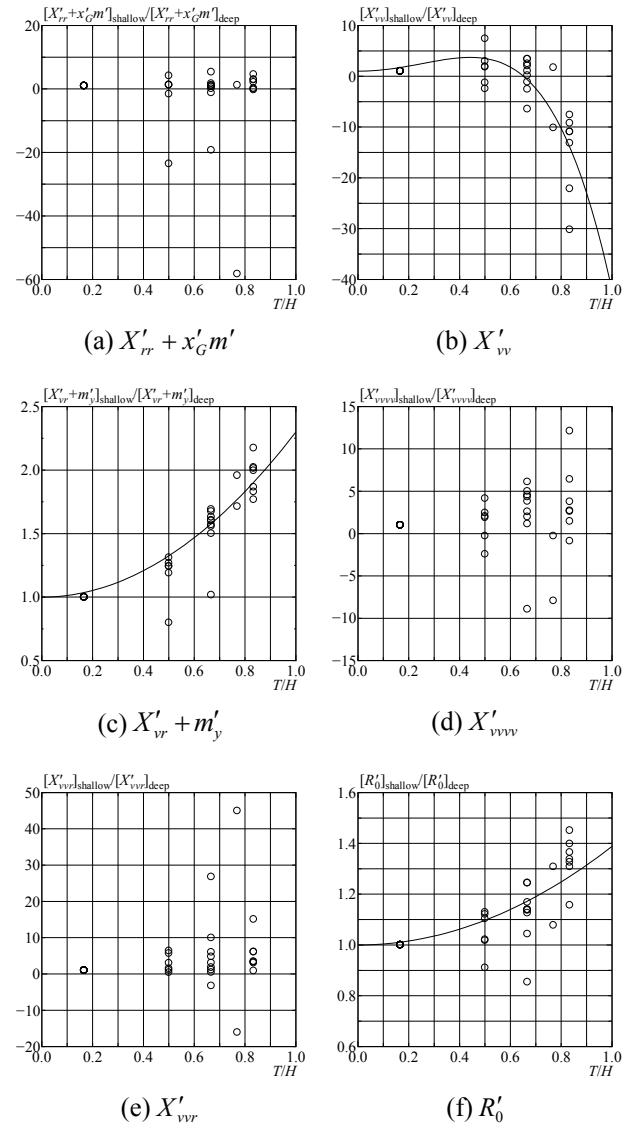 [X′rr+x′Gm′]shallow/[X′rr+x′Gm′]deep
20
0
−20
−40
−60
0.0 0.2 0.4 0.6 0.8 1.0
T/H
(a) X′rr + x′Gm′
[X′vv]shallow/[X′vv]deep
10
0
−10
−20
−30
−40
0.0 0.2 0.4 0.6 0.8 1.0
T/H
(b) X′vv
[X′vr+m′y]shallow/[X′vr+m′y]deep
2.5
2.0
1.5
1.0
0.5
0.0 0.2 0.4 0.6 0.8 1.0
T/H
(c) X′vr + m′y
[X′vvvv]shallow/[X′vvvv]deep
15
10
5
0
−5
−10
−15
0.0 0.2 0.4 0.6 0.8 1.0
T/H
(d) X′vvvv
[X′vvr]shallow/[X′vvr]deep
50
40
30
20
10
0
−10
−20
0.0 0.2 0.4 0.6 0.8 1.0
T/H
(e) X′vvr
[R′0]shallow/[R′0]deep
1.6
1.4
1.2
1.0
0.8
0.6
0.0 0.2 0.4 0.6 0.8 1.0
T/H
(f) R′0